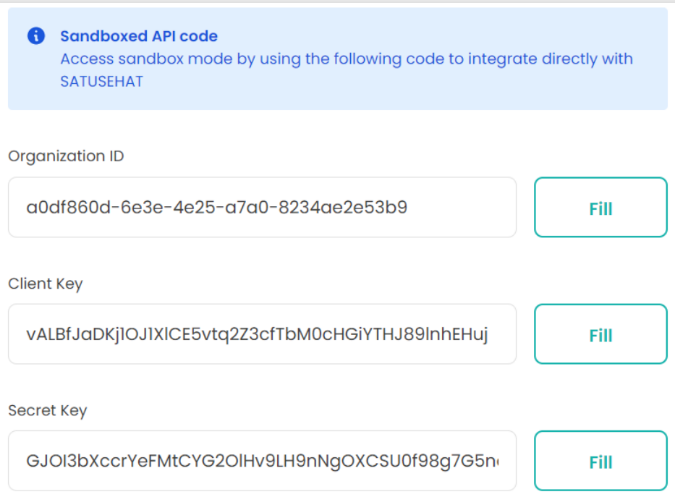 Sandboxed API code
Access sandbox mode by using the following code to integrate directly with
SATUSEHAT
Organization ID
a0df860d-6e3e-4e25-a7a0-8234ae2e53b9
Fill
Client Key
vALBfJaDKj1OJ1XlCE5vtq2Z3cfTbM0cHGiYTHJ89lnhEHuj
Fill
Secret Key
GJOI3bXccrYeFMtCYG2OlHv9LH9nNgOXCSU0f98g7G5n
Fill